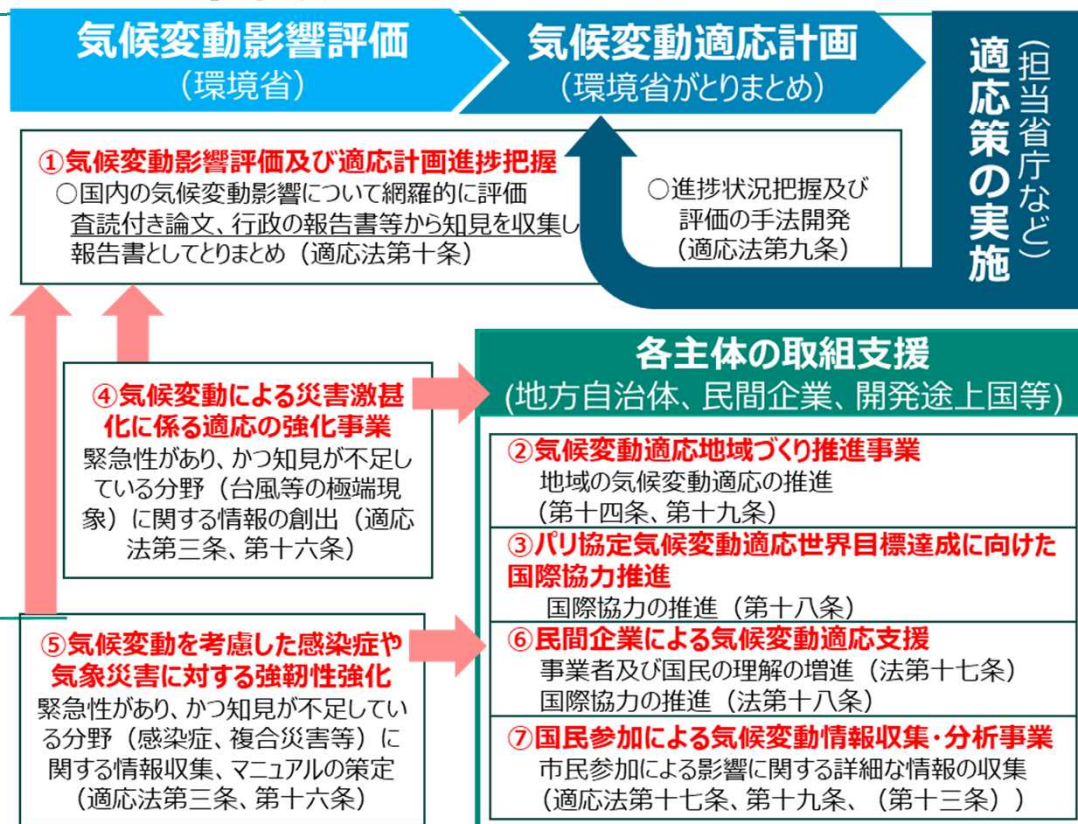 気候変動影響評価
(環境省)
気候変動適応計画
(環境省がとりまとめ)
適応策の実施
(担当省庁など)
①気候変動影響評価及び適応計画進捗把握
○国内の気候変動影響について網羅的に評価
査読付き論文、行政の報告書等から知見を収集し
報告書としてとりまとめ(適応法第十条)
○進捗状況把握及び
評価の手法開発
(適応法第九条)
④気候変動による災害激甚
化に係る適応の強化事業
緊急性があり、かつ知見が不足し
ている分野(台風等の極端現
象)に関する情報の創出(適応
法第三条、第十六条)
⑤気候変動を考慮した感染症や
気象災害に対する強靭性強化
緊急性があり、かつ知見が不足してい
る分野(感染症、複合災害等)に
関する情報収集、マニュアルの策定
(適応法第三条、第十六条)
各主体の取組支援
(地方自治体、民間企業、開発途上国等)
②気候変動適応地域づくり推進事業
地域の気候変動適応の推進
(第十四条、第十九条)
③パリ協定気候変動適応世界目標達成に向けた
国際協力推進
国際協力の推進(第十八条)
⑥民間企業による気候変動適応支援
事業者及び国民の理解の増進(法第十七条)
国際協力の推進(法第十八条)
⑦国民参加による気候変動情報収集・分析事業
市民参加による影響に関する詳細な情報の収集
(適応法第十七条、第十九条、(第十三条))